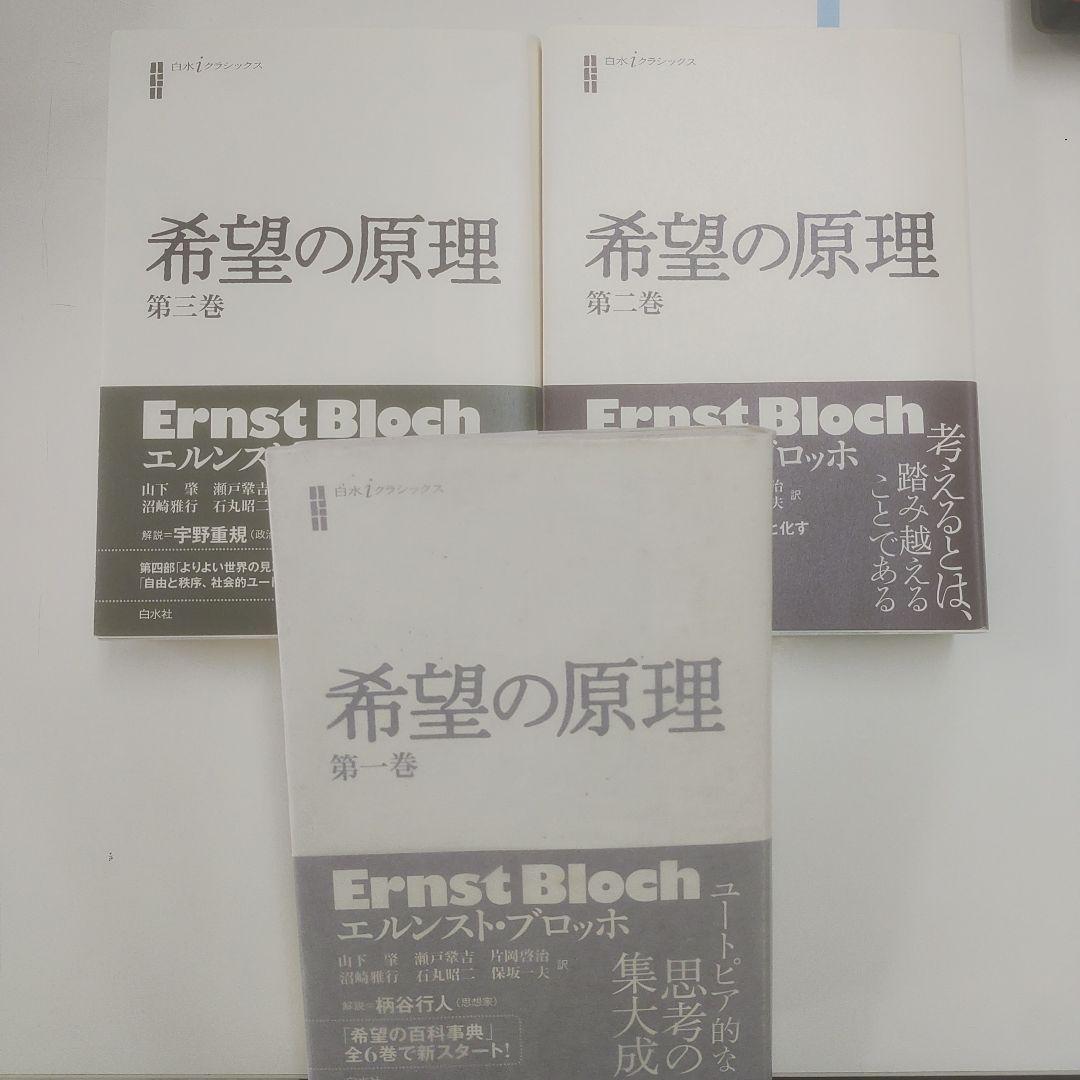 白水iクラシックス
希望の原理
第三巻
Ernst Bloch
エルンス
山下 肇 瀬戸鞏吉
沼崎雅行 石丸昭二
解説=宇野重規(政治
第四部「よりよい世界の見
「自由と秩序、社会的ユート
白水社
白水iクラシックス
希望の原理
第二巻
Ernst Bloch
ブロッホ
治
夫 訳
と化す
考えるとは、
踏み越える
ことである
白水iクラシックス
希望の原理
第一巻
Ernst Bloch
エルンスト・ブロッホ
山下 肇 瀬戸鞏吉 片岡啓治
沼崎雅行 石丸昭二 保坂一夫 訳
解説=柄谷行人(思想家)
「希望の百科事典」
全6巻で新スタート!
ユートピア的な
思考の
集大成